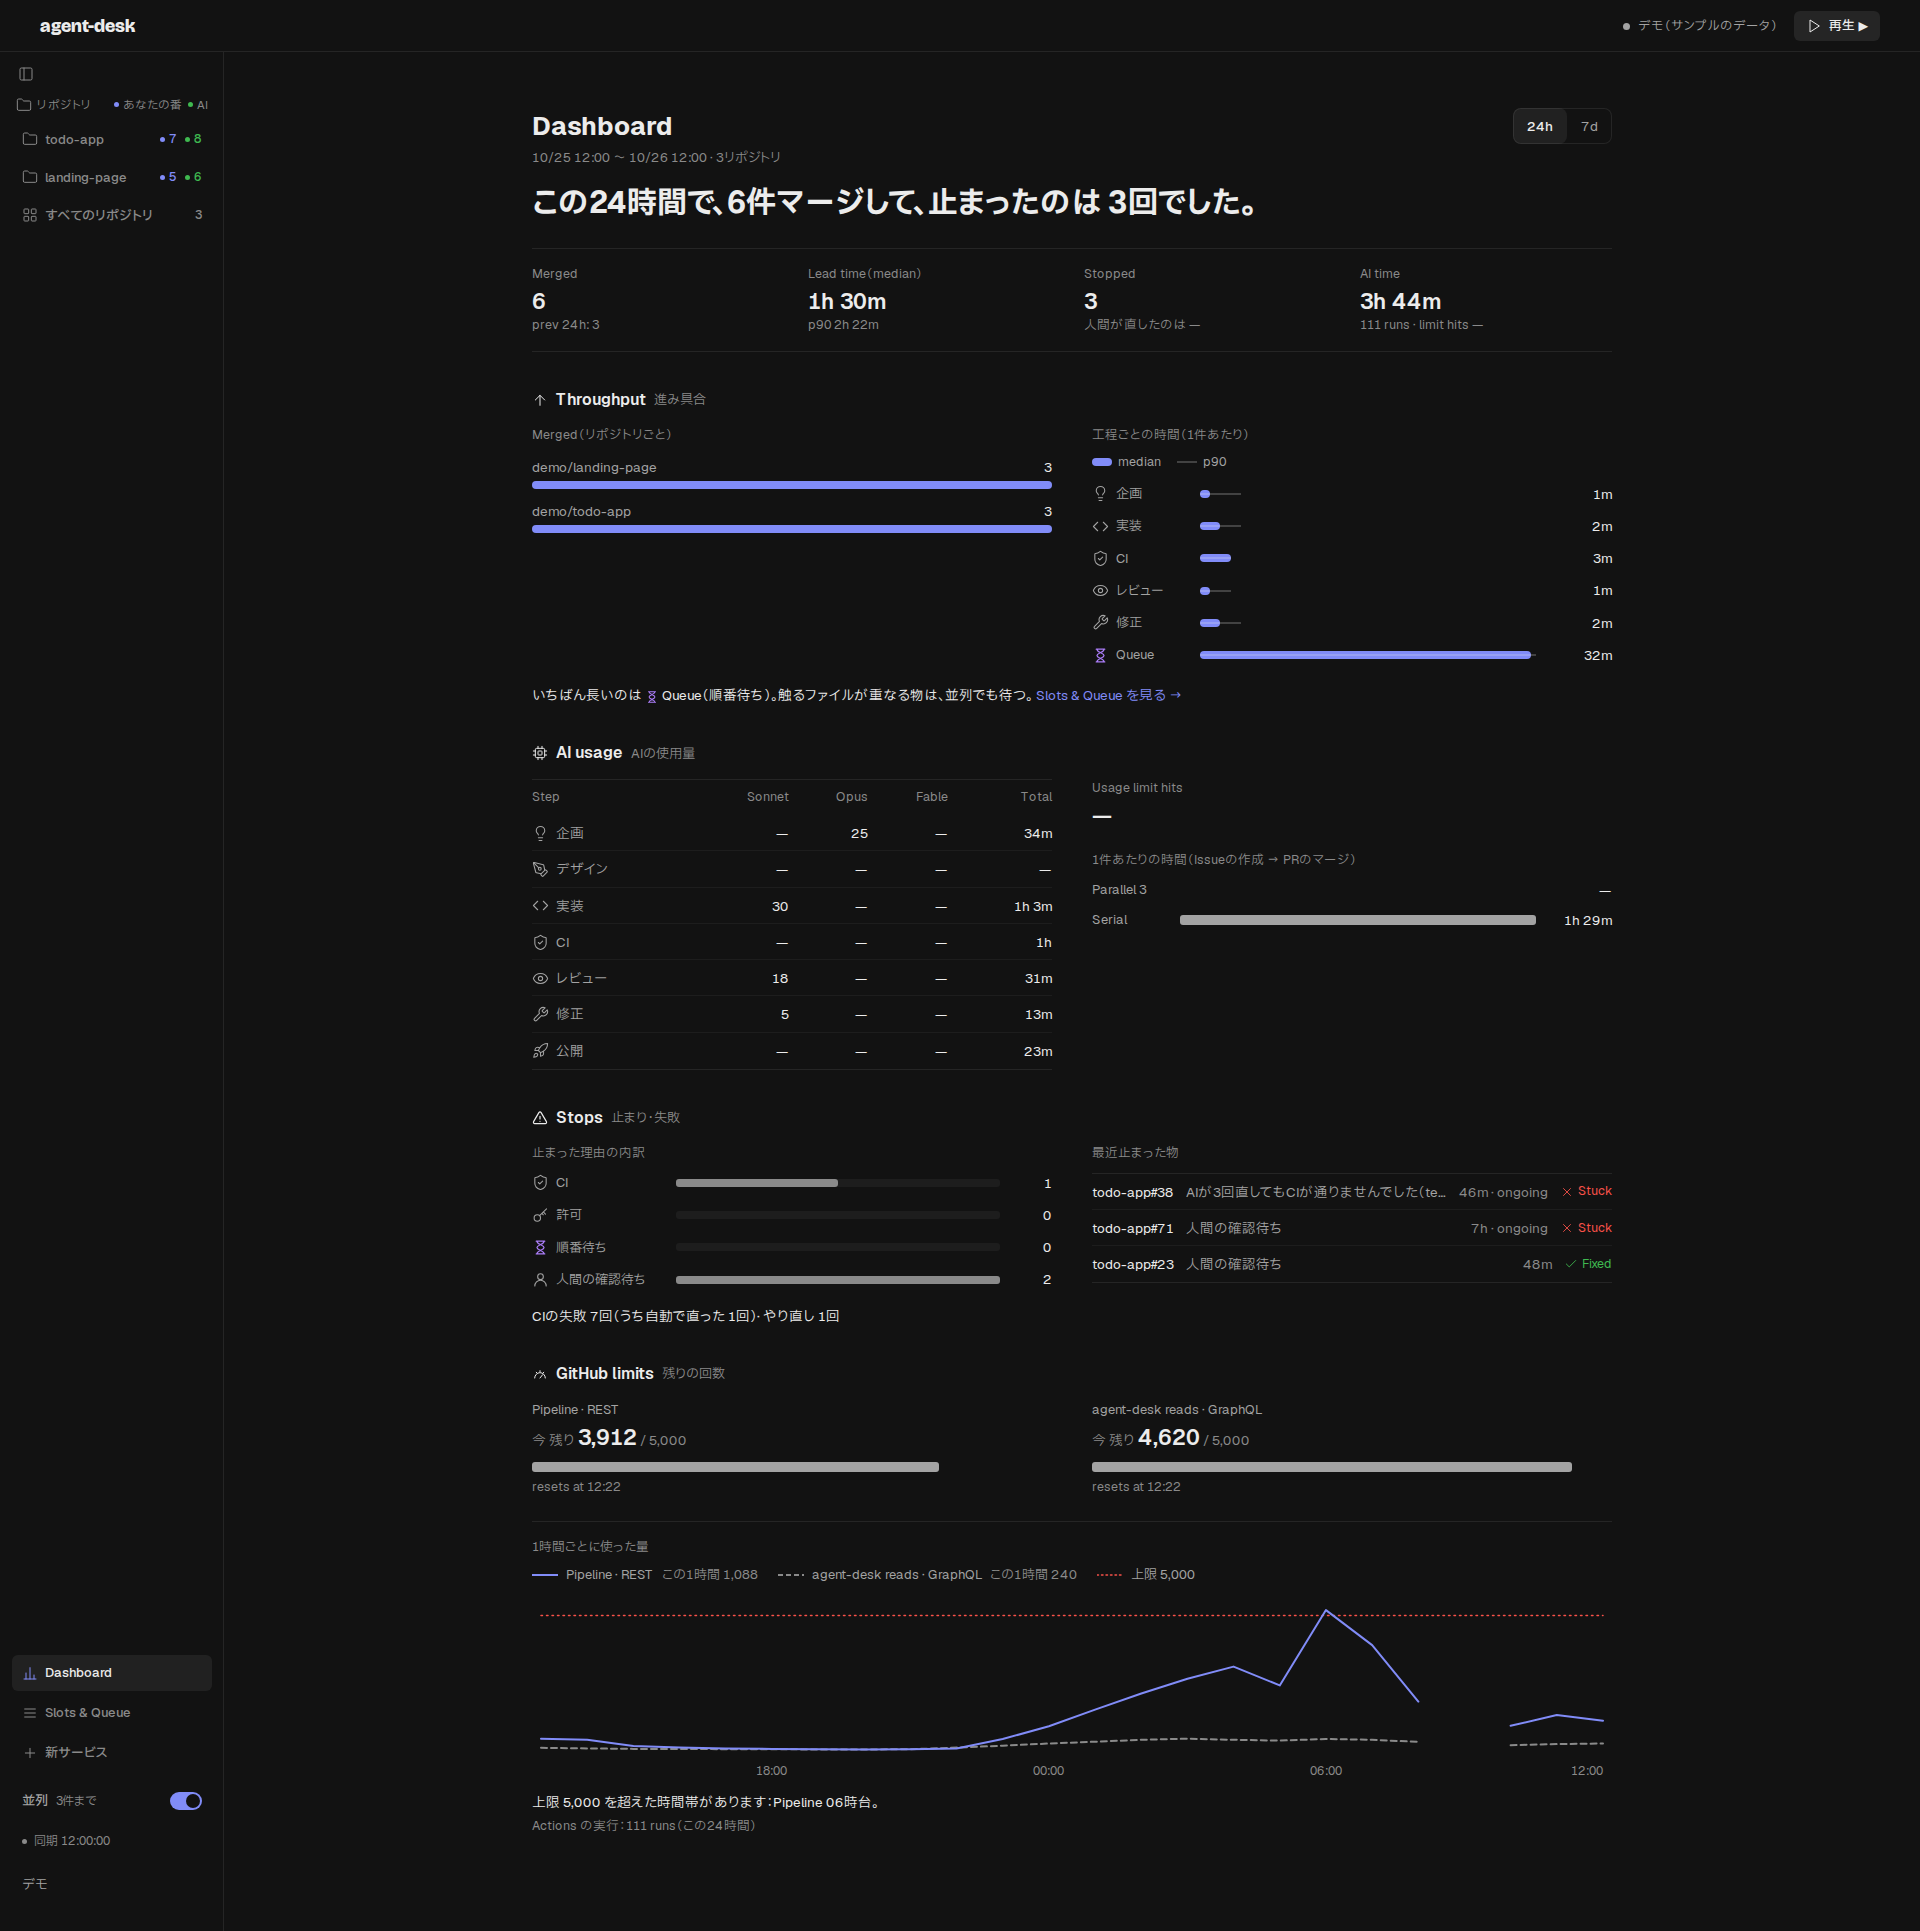 agent-desk
デモ（サンプルのデータ）
再生 ▶
リポジトリ あなたの番 AI
todo-app 7 8
landing-page 5 6
すべてのリポジトリ 3
Dashboard
24h 7d
10/25 12:00 〜 10/26 12:00 · 3リポジトリ
この24時間で、6件マージして、止まったのは 3回でした。
Merged
6
prev 24h: 3
Lead time（median）
1h 30m
p90 2h 22m
Stopped
3
人間が直したのは —
AI time
3h 44m
111 runs · limit hits —
Throughput 進み具合
Merged（リポジトリごと）
demo/landing-page 3
demo/todo-app 3
工程ごとの時間（1件あたり）
median p90
企画 1m
実装 2m
CI 3m
レビュー 1m
修正 2m
Queue 32m
いちばん長いのは Queue（順番待ち）。触るファイルが重なる物は、並列でも待つ。 Slots & Queue を見る →
AI usage AIの使用量
Step Sonnet Opus Fable Total
企画 — 25 — 34m
デザイン — — — —
実装 30 — — 1h 3m
CI — — — 1h
レビュー 18 — — 31m
修正 5 — — 13m
公開 — — — 23m
Usage limit hits
—
1件あたりの時間（Issueの作成 → PRのマージ）
Parallel 3 —
Serial 1h 29m
Stops 止まり・失敗
止まった理由の内訳
CI 1
許可 0
順番待ち 0
人間の確認待ち 2
CIの失敗 7回（うち自動で直った 1回）· やり直し 1回
最近止まった物
todo-app#38 AIが3回直してもCIが通りませんでした（te… 46m · ongoing Stuck
todo-app#71 人間の確認待ち 7h · ongoing Stuck
todo-app#23 人間の確認待ち 48m Fixed
GitHub limits 残りの回数
Pipeline · REST
今 残り 3,912 / 5,000
resets at 12:22
agent-desk reads · GraphQL
今 残り 4,620 / 5,000
resets at 12:22
1時間ごとに使った量
Pipeline · REST この1時間 1,088 agent-desk reads · GraphQL この1時間 240 上限 5,000
18:00 00:00 06:00 12:00
上限 5,000 を超えた時間帯があります：Pipeline 06時台。
Actions の実行：111 runs（この24時間）
Dashboard
Slots & Queue
新サービス
並列 3件まで
同期 12:00:00
デモ